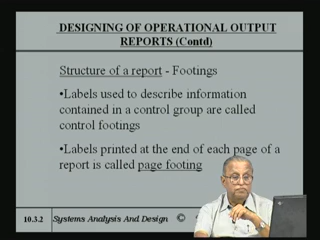 DESIGNING OF OPERATIONAL OUTPUT
REPORTS (Contd)
Structure of a report - Footings
•Labels used to describe information
contained in a control group are called
control footings
•Labels printed at the end of each page of a
report is called page footing
10.3.2 Systems Analysis And Design ©